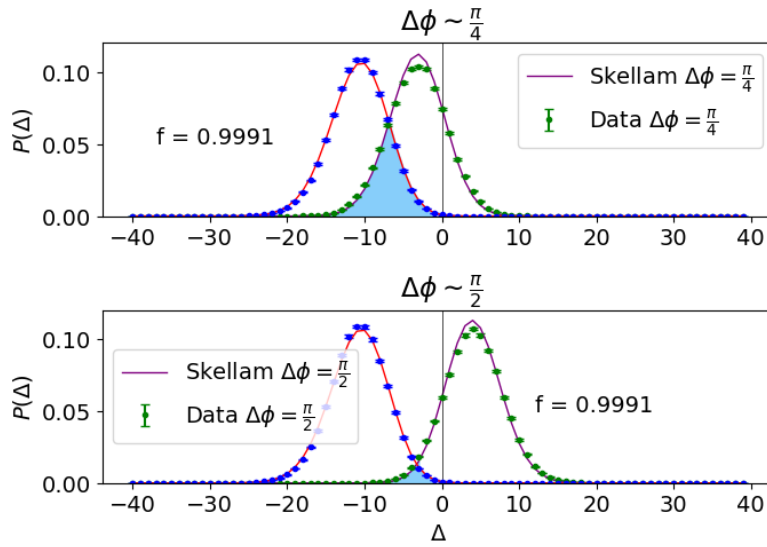 Δϕ ~ π/4
P(Δ)
0.10
0.05
0.00
f = 0.9991
Skellam Δϕ = π/4
Data Δϕ = π/4
−40 −30 −20 −10 0 10 20 30 40
Δϕ ~ π/2
P(Δ)
0.10
0.05
0.00
Skellam Δϕ = π/2
Data Δϕ = π/2
f = 0.9991
−40 −30 −20 −10 0 10 20 30 40
Δ